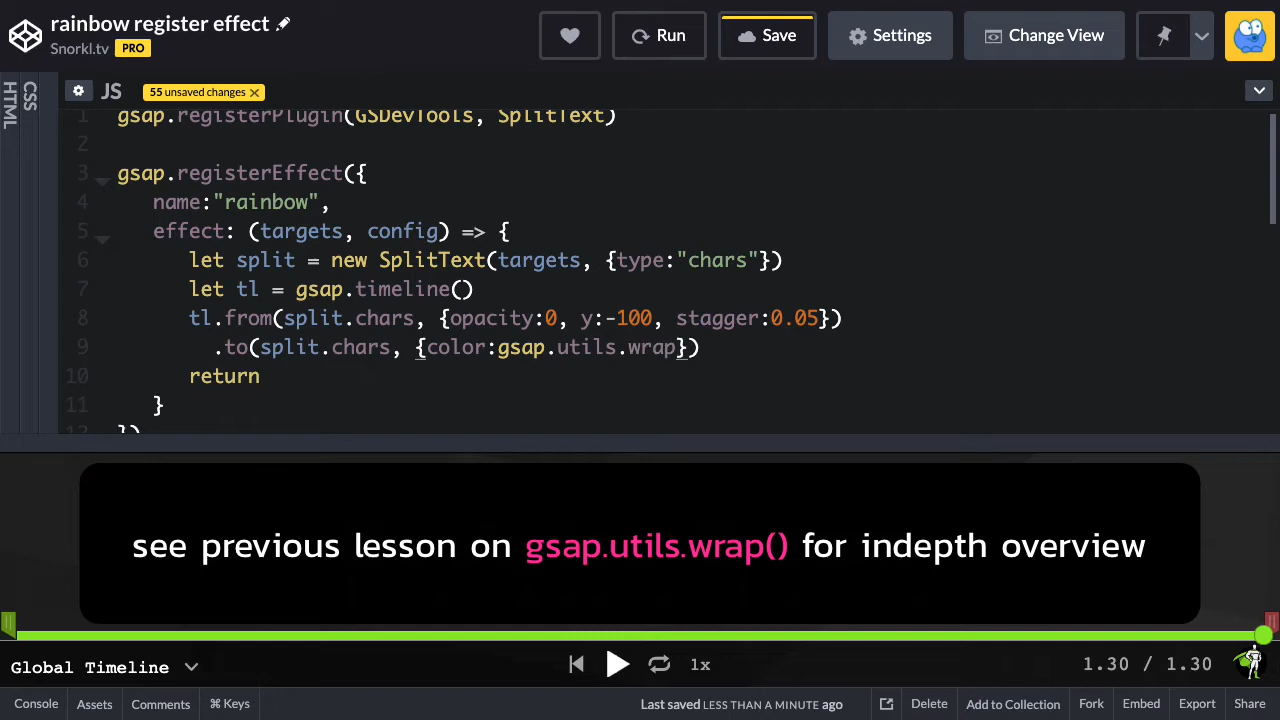 rainbow register effect
Snorkl.tv PRO
Run
Save
Settings
Change View
HTML
CSS
JS
55 unsaved changes
1 gsap.registerPlugin(GSDevTools, SplitText)
2
3 gsap.registerEffect({
4 name:"rainbow",
5 effect: (targets, config) => {
6 let split = new SplitText(targets, {type:"chars"})
7 let tl = gsap.timeline()
8 tl.from(split.chars, {opacity:0, y:-100, stagger:0.05})
9 .to(split.chars, {color:gsap.utils.wrap})
10 return
11 }
12 })
see previous lesson on gsap.utils.wrap() for indepth overview
Global Timeline
1x
1.30 / 1.30
Console
Assets
Comments
⌘ Keys
Last saved LESS THAN A MINUTE ago
Delete
Add to Collection
Fork
Embed
Export
Share